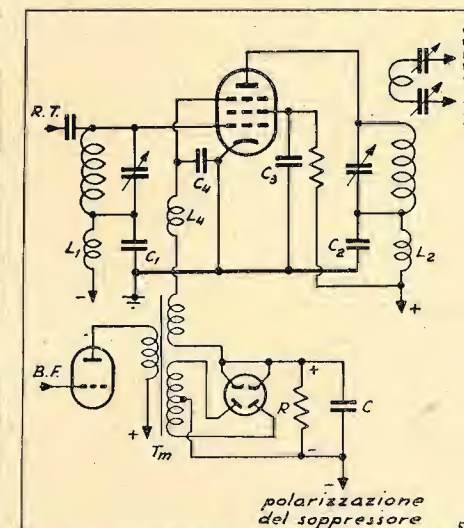 R.T.
C4
C3
L4
L1
C1
C2
L2
-
+
B.F.
+
Tm
R
+
-
C
-
polarizzazione
del soppressore